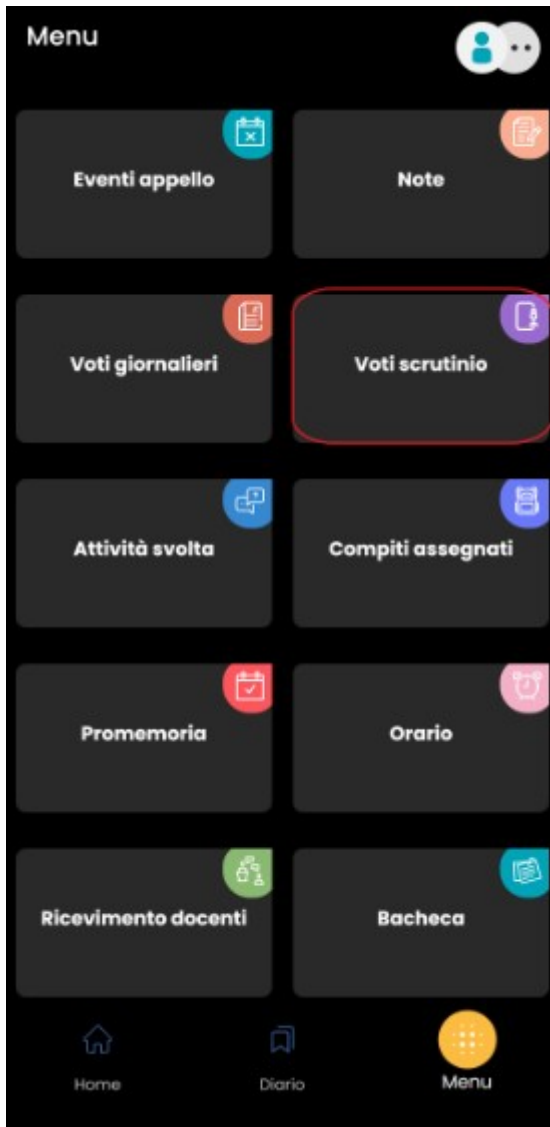 Menu
Eventi appello
Note
Voti giornalieri
Voti scrutinio
Attività svolta
Compiti assegnati
Promemoria
Orario
Ricevimento docenti
Bacheca
Home
Diario
Menu